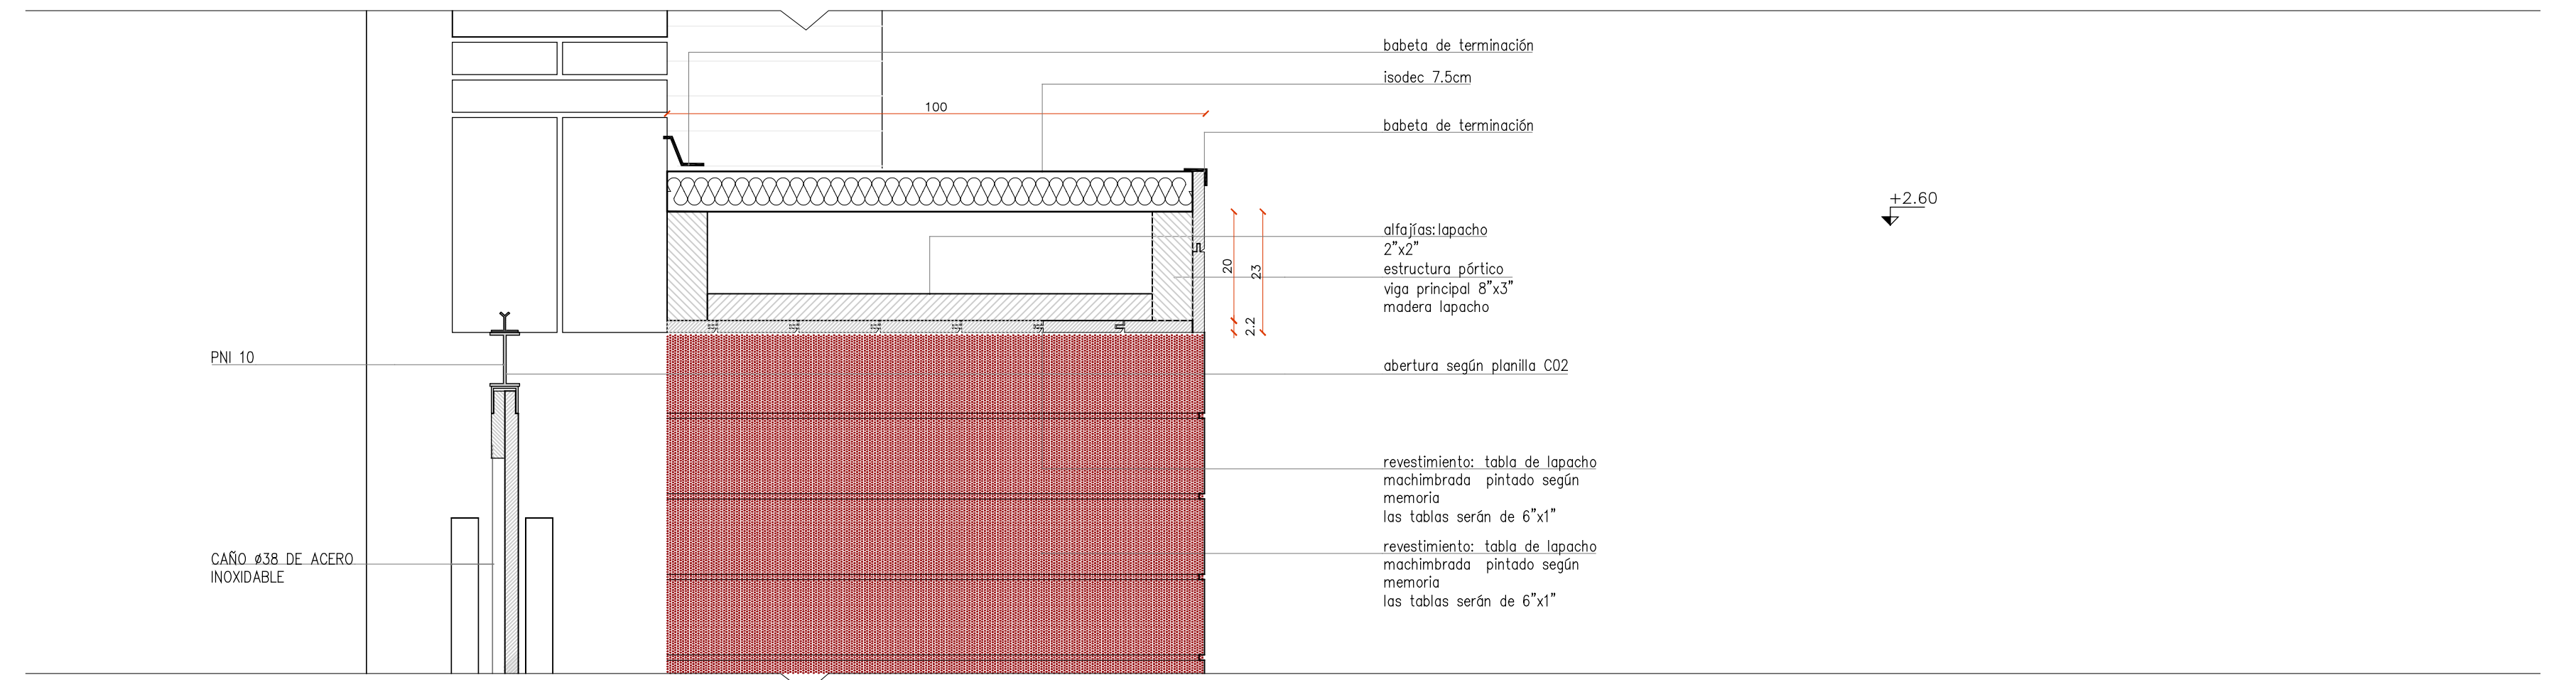 babeta de terminación
isodec 7.5cm
100
babeta de terminación
+2.60
alfajías:lapacho
2”x2”
estructura pórtico
viga principal 8”x3”
madera lapacho
20
23
2.2
PNI 10
abertura según planilla C02
revestimiento: tabla de lapacho
machimbrada pintado según
memoria
las tablas serán de 6”x1”
revestimiento: tabla de lapacho
machimbrada pintado según
memoria
las tablas serán de 6”x1”
CAÑO ø38 DE ACERO
INOXIDABLE